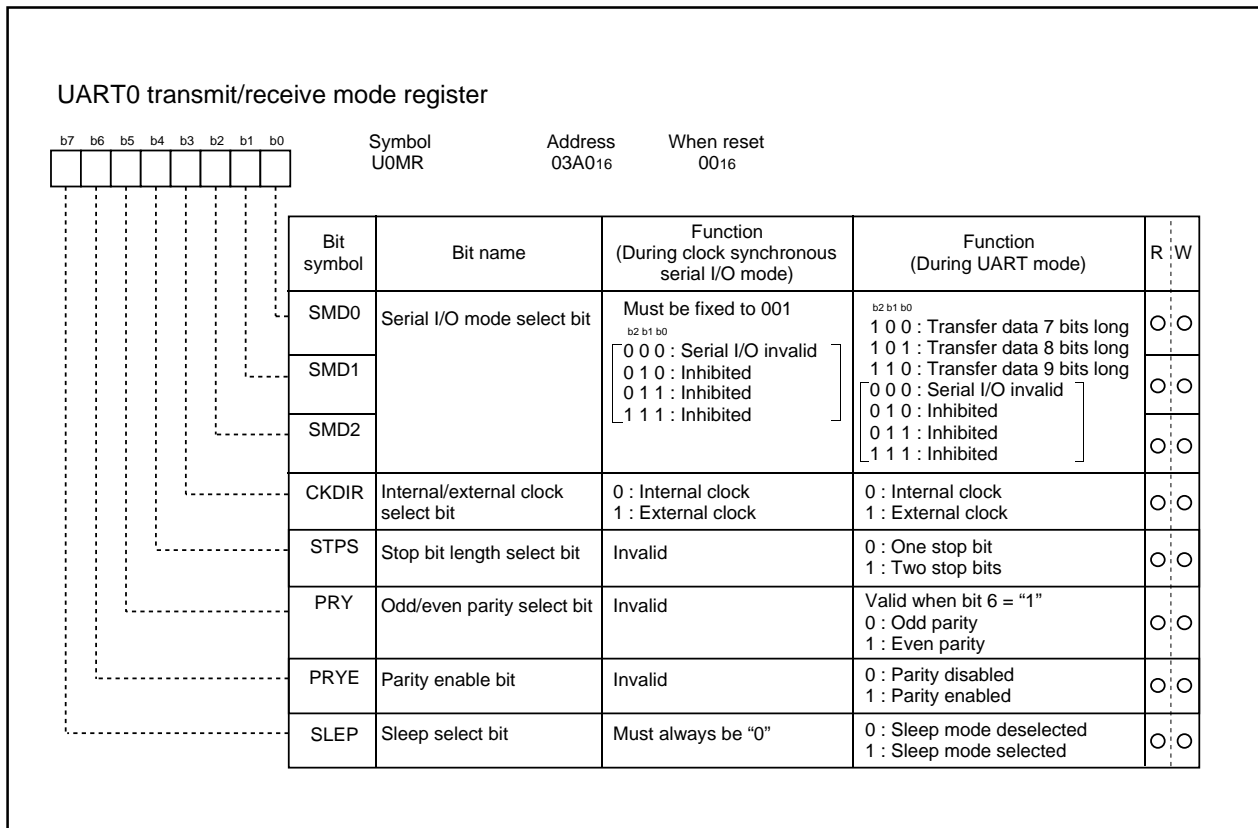 UART0 transmit/receive mode register
b7 b6 b5 b4 b3 b2 b1 b0
Symbol Address When reset
U0MR 03A016 0016
Bit symbol
Bit name
Function
(During clock synchronous
serial I/O mode)
Function
(During UART mode)
R W
SMD0
SMD1
SMD2
Serial I/O mode select bit
Must be fixed to 001
b2 b1 b0
0 0 0 : Serial I/O invalid
0 1 0 : Inhibited
0 1 1 : Inhibited
1 1 1 : Inhibited
b2 b1 b0
1 0 0 : Transfer data 7 bits long
1 0 1 : Transfer data 8 bits long
1 1 0 : Transfer data 9 bits long
0 0 0 : Serial I/O invalid
0 1 0 : Inhibited
0 1 1 : Inhibited
1 1 1 : Inhibited
CKDIR
Internal/external clock
select bit
0 : Internal clock
1 : External clock
0 : Internal clock
1 : External clock
STPS
Stop bit length select bit
Invalid
0 : One stop bit
1 : Two stop bits
PRY
Odd/even parity select bit
Invalid
Valid when bit 6 = “1”
0 : Odd parity
1 : Even parity
PRYE
Parity enable bit
Invalid
0 : Parity disabled
1 : Parity enabled
SLEP
Sleep select bit
Must always be “0”
0 : Sleep mode deselected
1 : Sleep mode selected